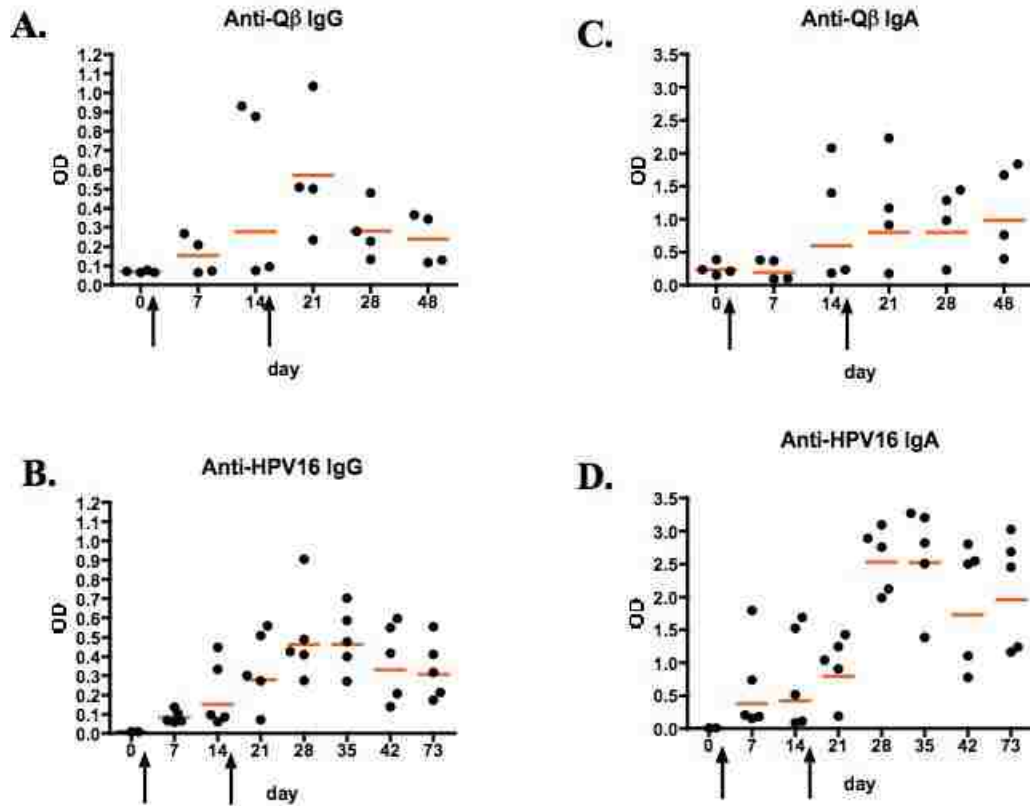 A.
Anti-Qβ IgG
OD
1.2
1.1
1.0
0.9
0.8
0.7
0.6
0.5
0.4
0.3
0.2
0.1
0.0
0 7 14 21 28 48
day
C.
Anti-Qβ IgA
OD
3.5
3.0
2.5
2.0
1.5
1.0
0.5
0.0
0 7 14 21 28 48
day
B.
Anti-HPV16 IgG
OD
1.2
1.1
1.0
0.9
0.8
0.7
0.6
0.5
0.4
0.3
0.2
0.1
0.0
0 7 14 21 28 35 42 73
day
D.
Anti-HPV16 IgA
OD
3.5
3.0
2.5
2.0
1.5
1.0
0.5
0.0
0 7 14 21 28 35 42 73
day